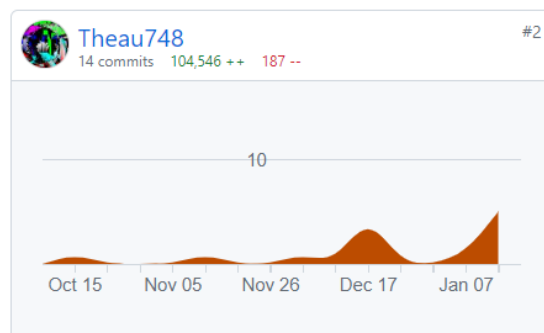 Theau748 #2
14 commits 104,546 ++ 187 --
10
Oct 15 Nov 05 Nov 26 Dec 17 Jan 07